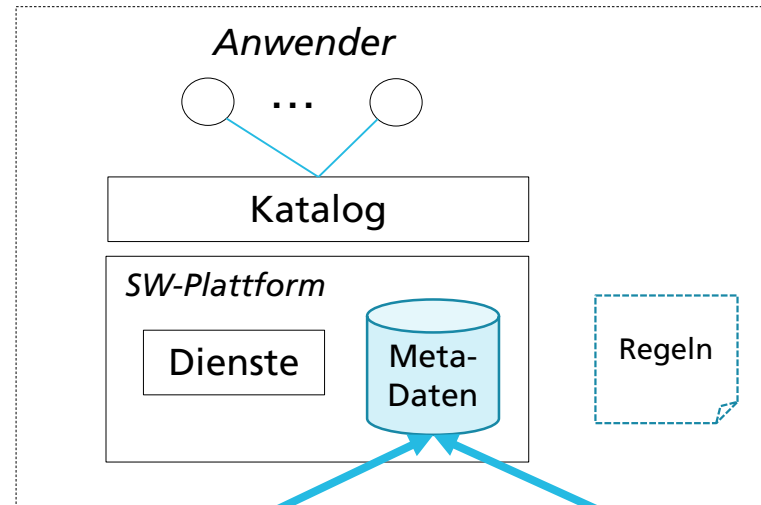 Anwender
...
Katalog
SW-Plattform
Dienste
Meta-
Daten
Regeln